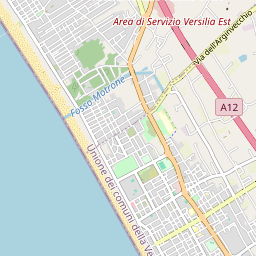 Area di Servizio Versilia Est
Via dell'Arginvecchio
Fosso Motrone
A12
Unione dei comuni della Ve